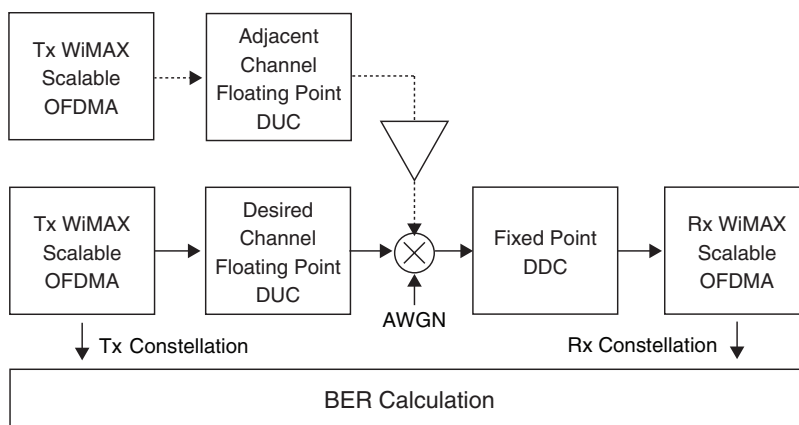 Tx WiMAX
Scalable
OFDMA
Adjacent
Channel
Floating Point
DUC
Tx WiMAX
Scalable
OFDMA
Desired
Channel
Floating Point
DUC
AWGN
Fixed Point
DDC
Rx WiMAX
Scalable
OFDMA
Tx Constellation
Rx Constellation
BER Calculation